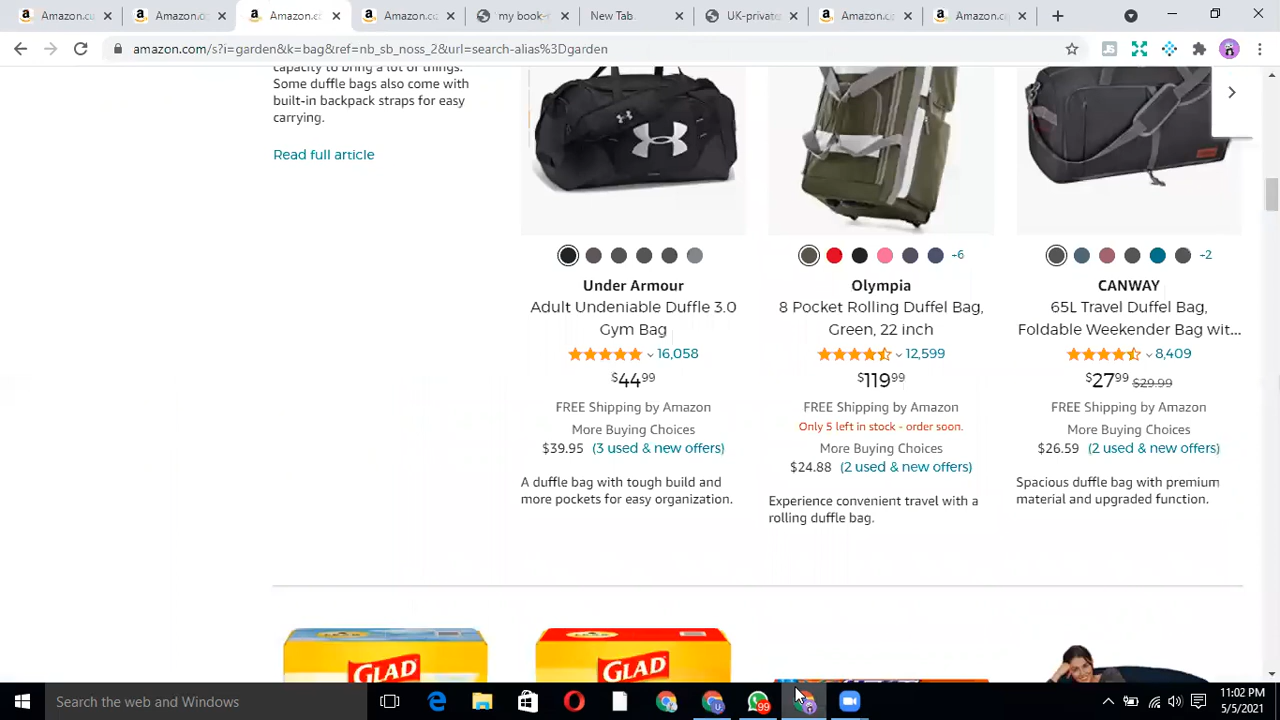 Amazon.co
Amazon.c
Amazon.e
Amazon.co
my book-
New Tab
UK-private
Amazon.c
Amazon.c
amazon.com/s?i=garden&k=bag&ref=nb_sb_noss_2&url=search-alias%3Dgarden
JS
capacity to bring a lot of things.
Some duffle bags also come with
built-in backpack straps for easy
carrying.
Read full article
+6
+2
Under Armour
Adult Undeniable Duffle 3.0
Gym Bag
16,058
$44.99
FREE Shipping by Amazon
More Buying Choices
$39.95 (3 used & new offers)
A duffle bag with tough build and
more pockets for easy organization.
Olympia
8 Pocket Rolling Duffel Bag,
Green, 22 inch
12,599
$119.99
FREE Shipping by Amazon
Only 5 left in stock - order soon.
More Buying Choices
$24.88 (2 used & new offers)
Experience convenient travel with a
rolling duffle bag.
CANWAY
65L Travel Duffel Bag,
Foldable Weekender Bag wit...
8,409
$27.99 $29.99
FREE Shipping by Amazon
More Buying Choices
$26.59 (2 used & new offers)
Spacious duffle bag with premium
material and upgraded function.
GLAD
GLAD
Search the web and Windows
99
11:02 PM
5/5/2021